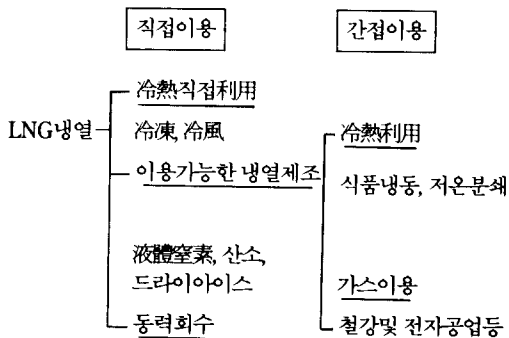 직접이용
간접이용
冷熱직접利用
LNG냉열
冷凍, 冷風
冷熱利用
이용가능한 냉열제조
식품냉동, 저온분쇄
液體窒素, 산소,
드라이아이스
가스이용
동력회수
철강및 전자공업등